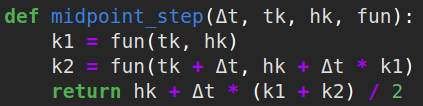 def midpoint_step(Δt, tk, hk, fun):
    k1 = fun(tk, hk)
    k2 = fun(tk + Δt, hk + Δt * k1)
    return hk + Δt * (k1 + k2) / 2